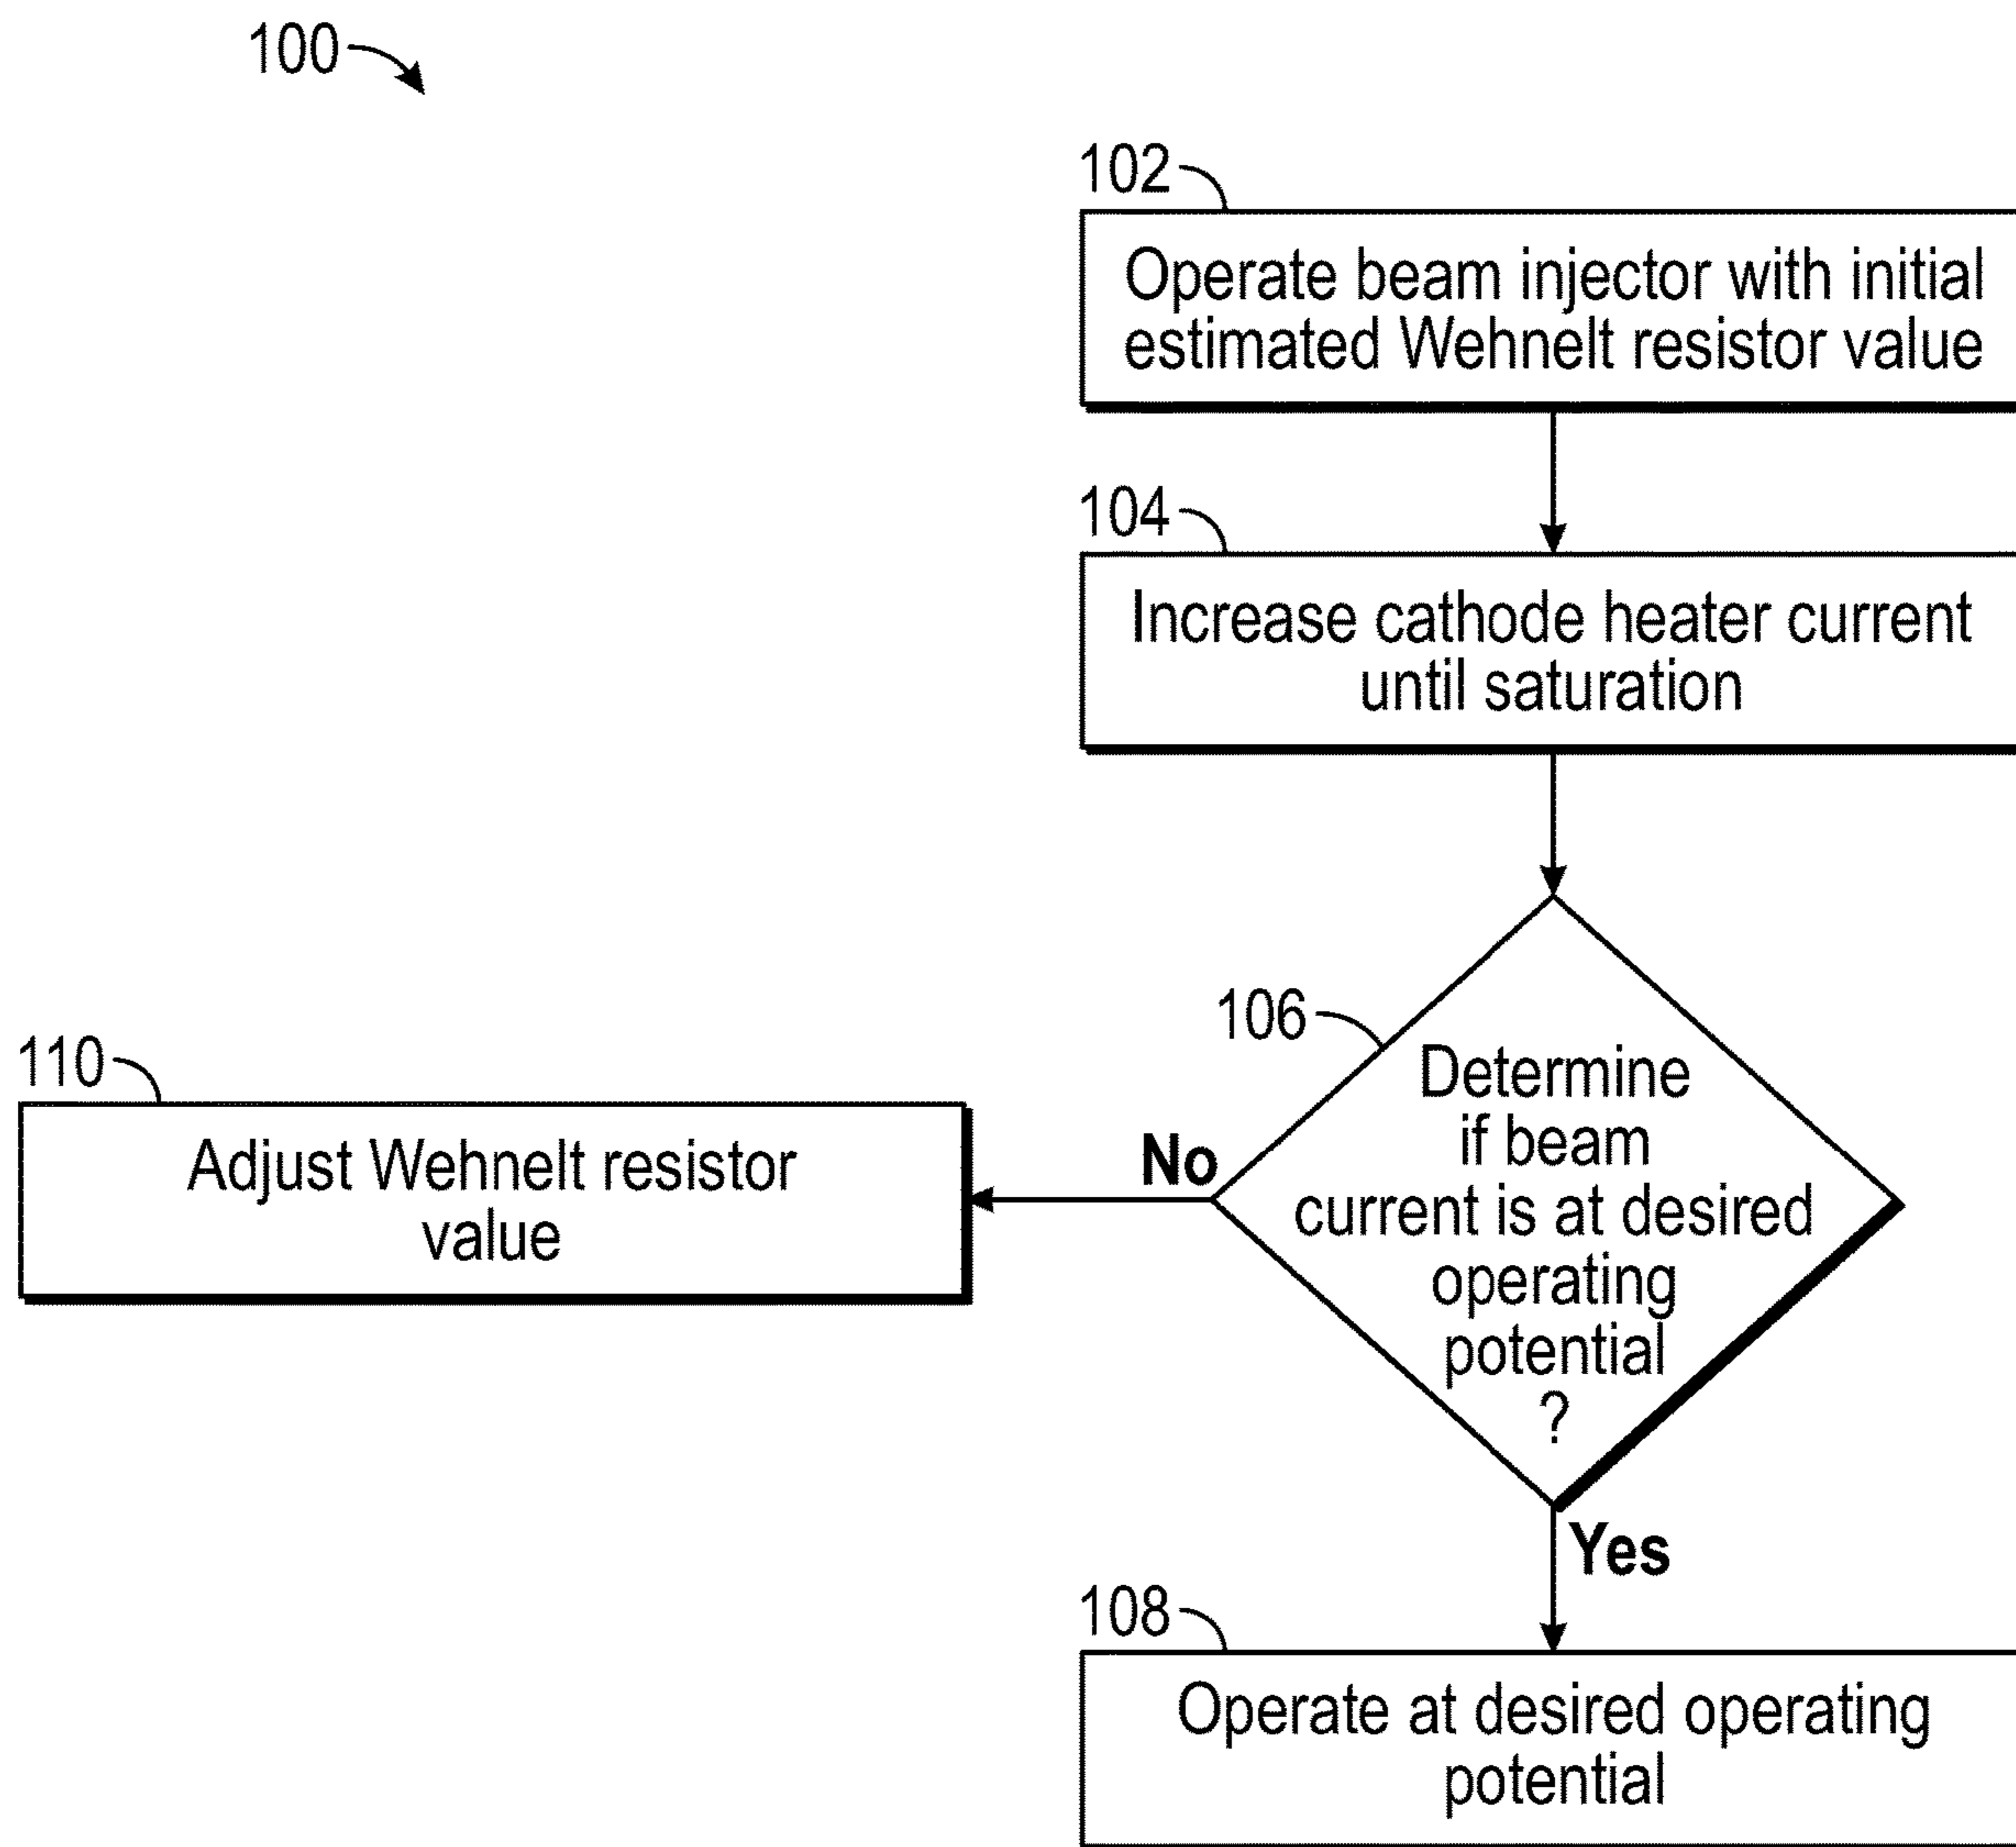 100
102
Operate beam injector with initial
estimated Wehnelt resistor value
104
Increase cathode heater current
until saturation
106
Determine
if beam
current is at desired
operating
potential
?
No
110
Adjust Wehnelt resistor
value
Yes
108
Operate at desired operating
potential